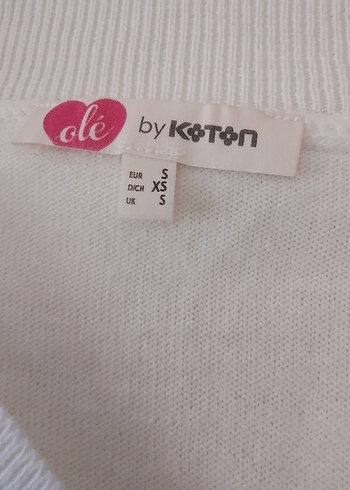 olé by KOTON
EUR S
D/CH XS
UK S